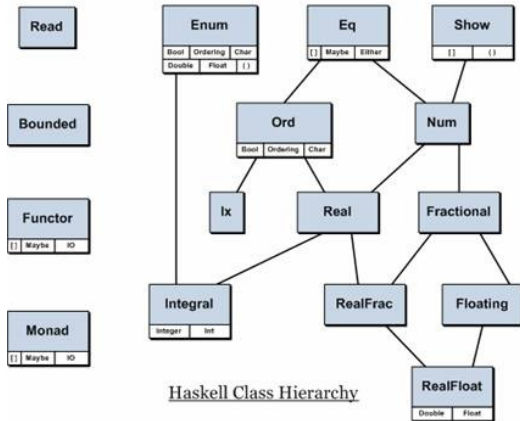 Read
Enum
Bool Ordering Char
Double Float ( )
Eq
[ ] Maybe Either
Show
[ ] ( )
Bounded
Ord
Bool Ordering Char
Num
Functor
[ ] Maybe IO
Ix
Real
Fractional
Monad
[ ] Maybe IO
Integral
Integer Int
RealFrac
Floating
RealFloat
Double Float
Haskell Class Hierarchy